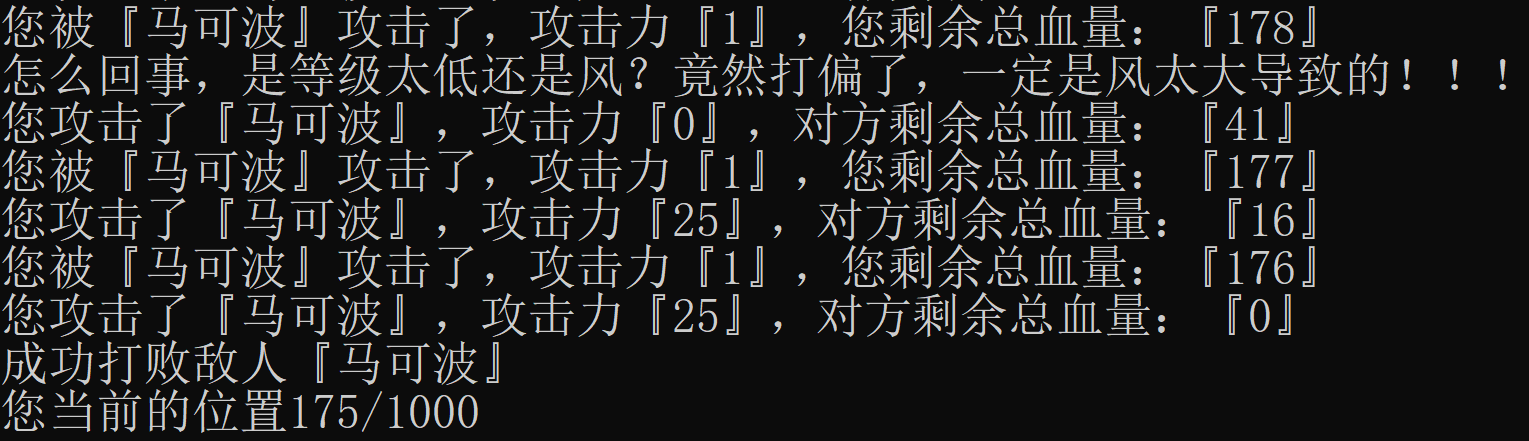 您被『马可波』攻击了，攻击力『1』，您剩余总血量：『178』
怎么回事，是等级太低还是风？竟然打偏了，一定是风太大导致的！！！
您攻击了『马可波』，攻击力『0』，对方剩余总血量：『41』
您被『马可波』攻击了，攻击力『1』，您剩余总血量：『177』
您攻击了『马可波』，攻击力『25』，对方剩余总血量：『16』
您被『马可波』攻击了，攻击力『1』，您剩余总血量：『176』
您攻击了『马可波』，攻击力『25』，对方剩余总血量：『0』
成功打败敌人『马可波』
您当前的位置175/1000